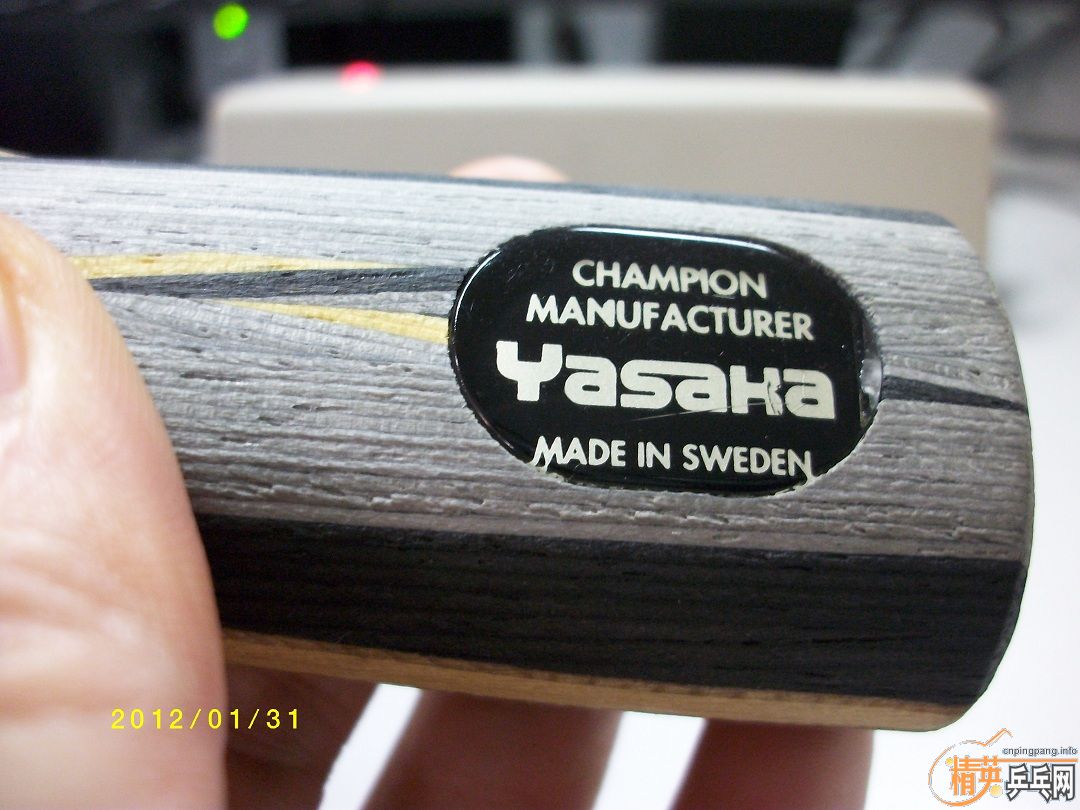 CHAMPION
MANUFACTURER
Yasaka
MADE IN SWEDEN
2012/01/31
cnpingpang.info
精英乒乓网